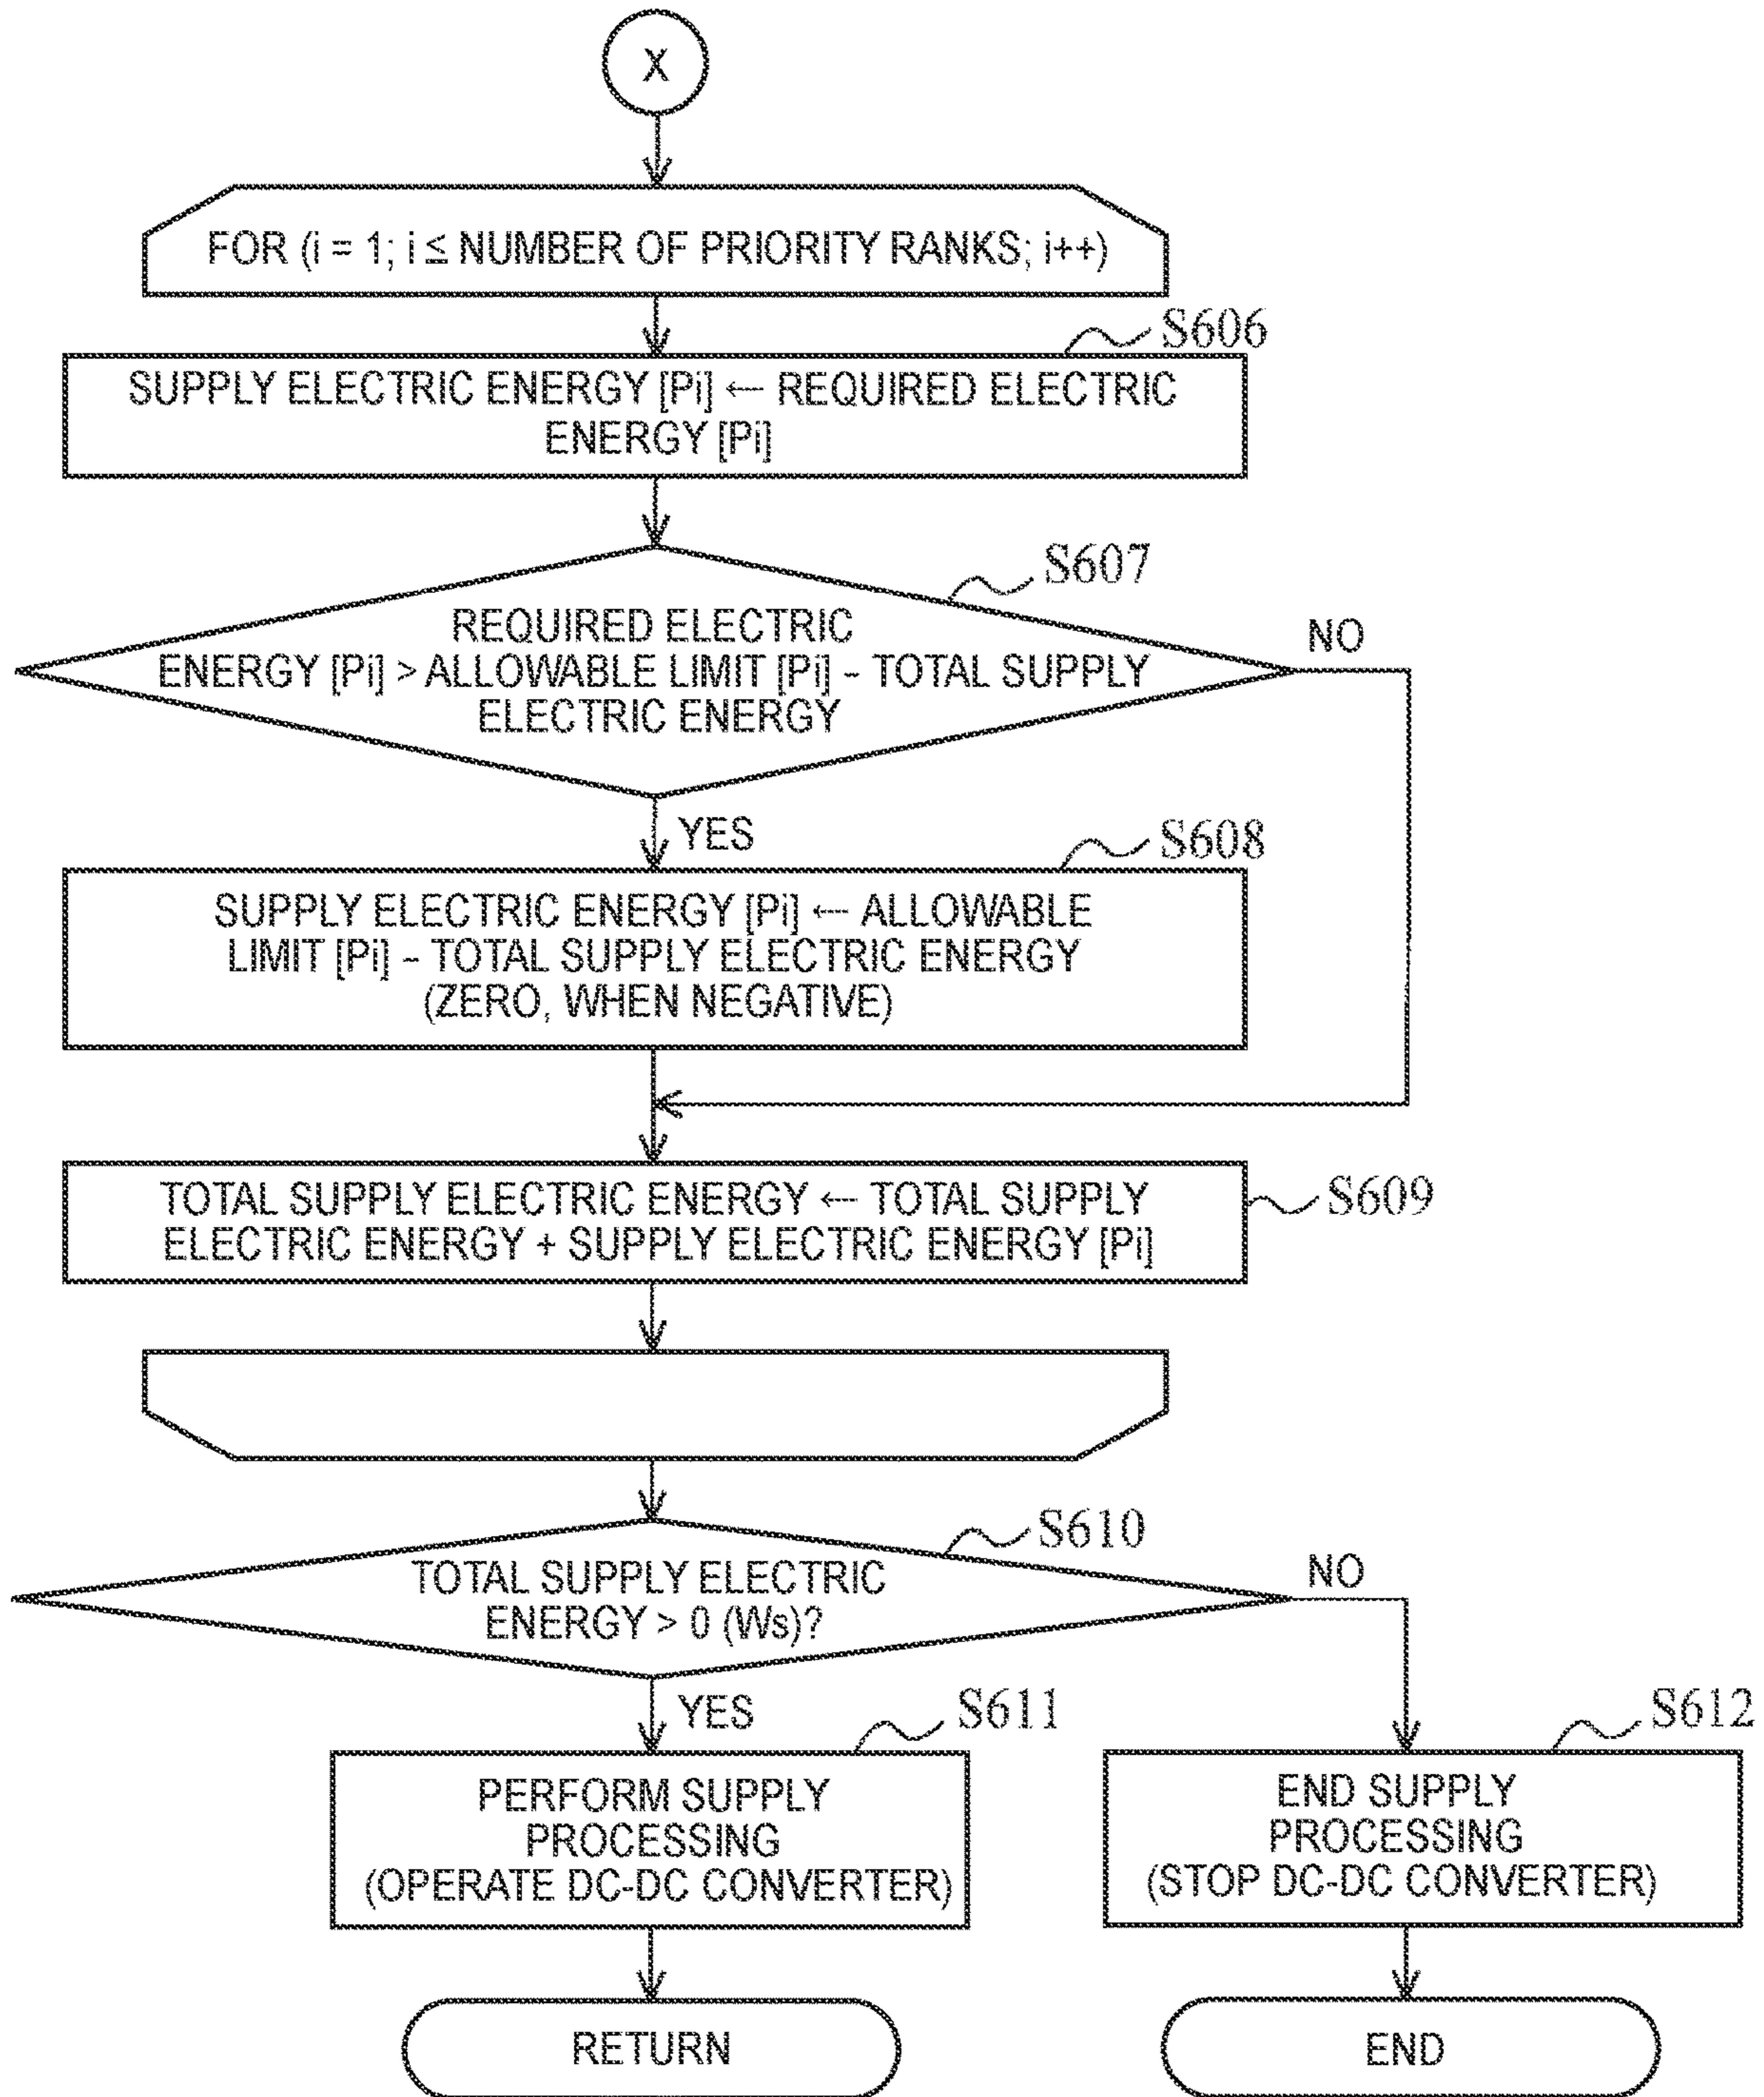 X
FOR (i = 1; i ≤ NUMBER OF PRIORITY RANKS; i++)
S606
SUPPLY ELECTRIC ENERGY [Pi] ← REQUIRED ELECTRIC
ENERGY [Pi]
S607
REQUIRED ELECTRIC
ENERGY [Pi] > ALLOWABLE LIMIT [Pi] – TOTAL SUPPLY
ELECTRIC ENERGY
NO
YES
S608
SUPPLY ELECTRIC ENERGY [Pi] ← ALLOWABLE
LIMIT [Pi] – TOTAL SUPPLY ELECTRIC ENERGY
(ZERO, WHEN NEGATIVE)
TOTAL SUPPLY ELECTRIC ENERGY ← TOTAL SUPPLY
ELECTRIC ENERGY + SUPPLY ELECTRIC ENERGY [Pi]
S609
S610
TOTAL SUPPLY ELECTRIC
ENERGY > 0 (Ws)?
NO
YES
S611
PERFORM SUPPLY
PROCESSING
(OPERATE DC-DC CONVERTER)
S612
END SUPPLY
PROCESSING
(STOP DC-DC CONVERTER)
RETURN
END